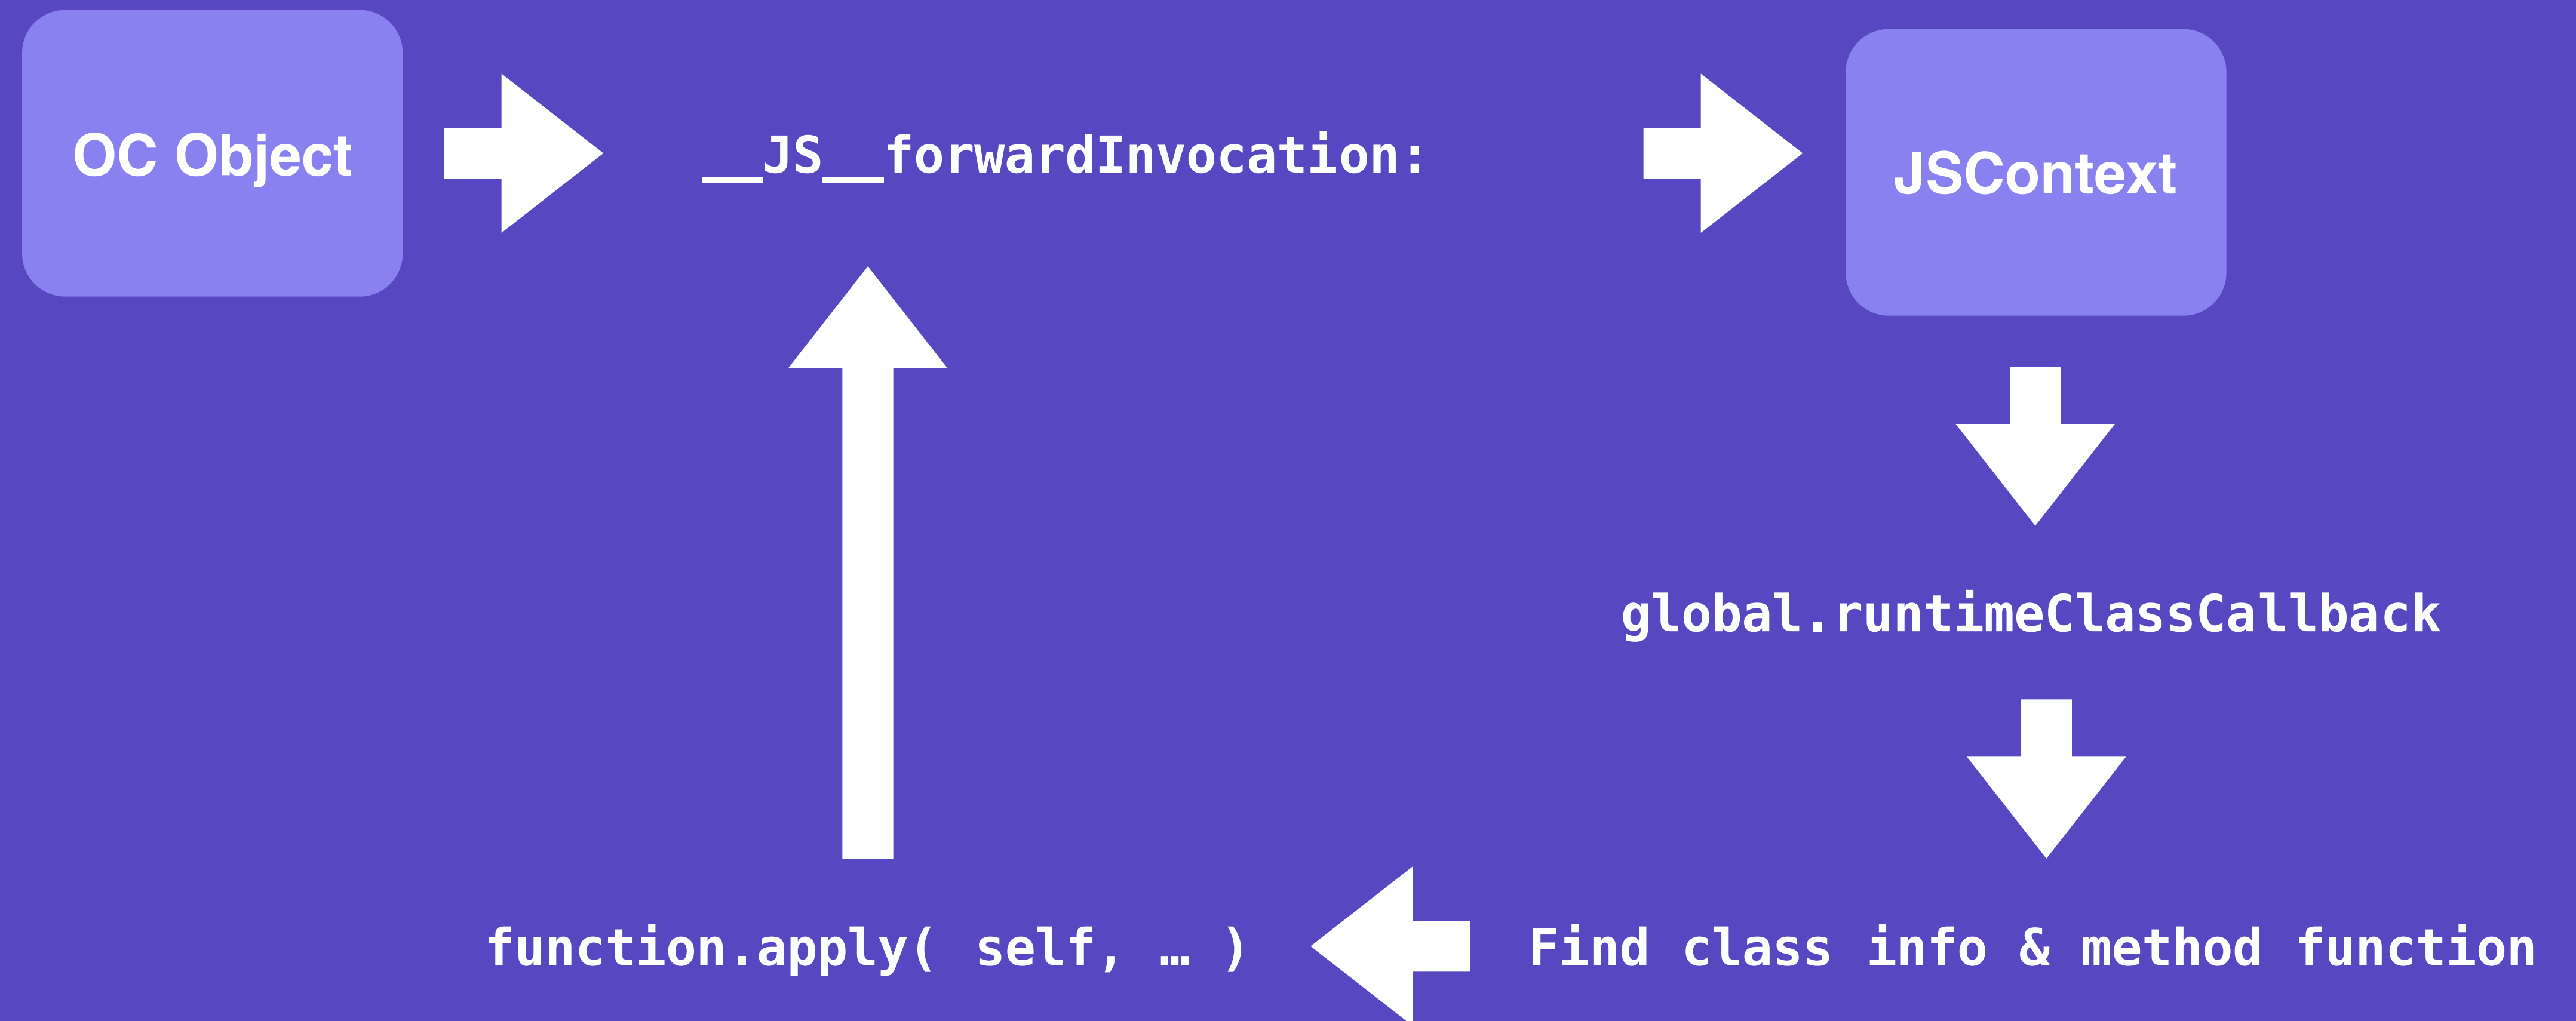 OC Object
__JS__forwardInvocation:
JSContext
global.runtimeClassCallback
function.apply( self, … )
Find class info & method function